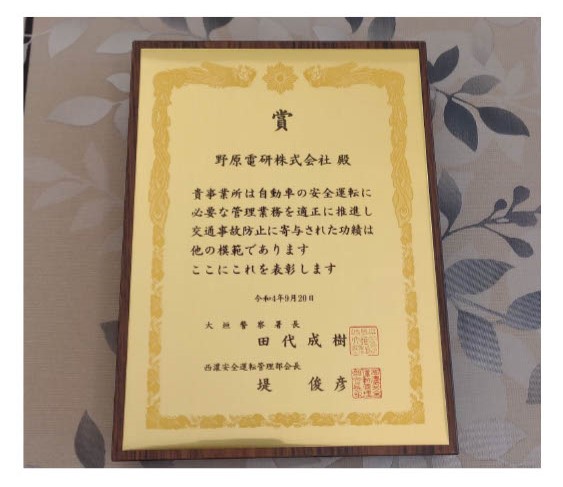 賞
野原電研株式会社 殿
貴事業所は自動車の安全運転に
必要な管理業務を適正に推進し
交通事故防止に寄与された功績は
他の模範であります
ここにこれを表彰します
令和4年9月20日
大垣警察署長
田代成樹
西濃安全運転管理部会長
堤 俊彦